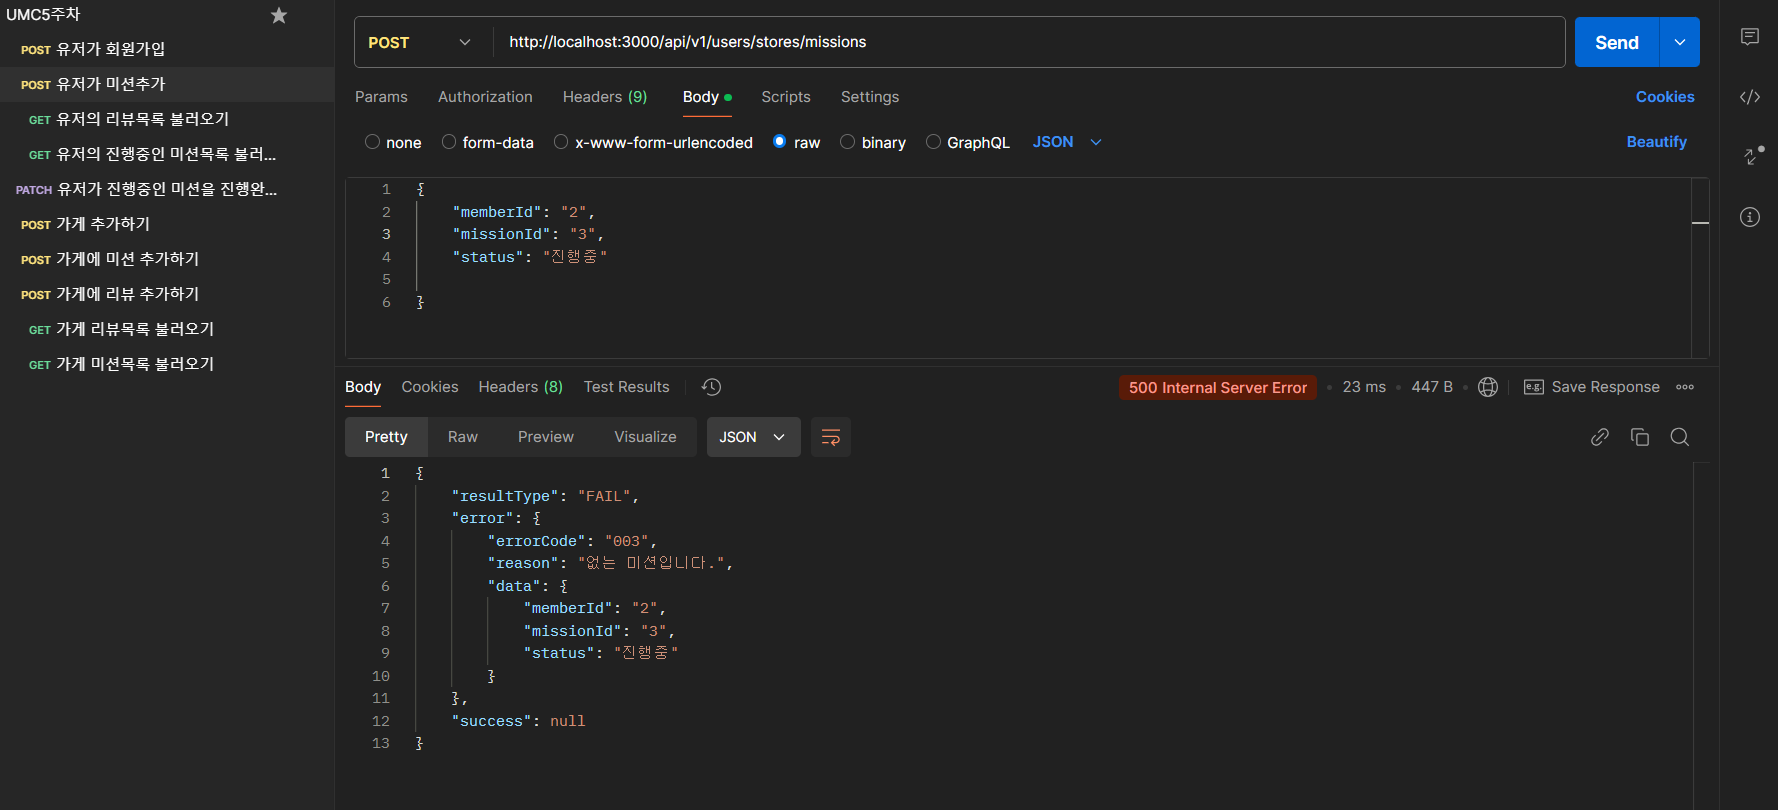 UMC5주차
POST 유저가 회원가입
POST 유저가 미션추가
GET 유저의 리뷰목록 불러오기
GET 유저의 진행중인 미션목록 불러...
PATCH 유저가 진행중인 미션을 진행완...
POST 가게 추가하기
POST 가게에 미션 추가하기
POST 가게에 리뷰 추가하기
GET 가게 리뷰목록 불러오기
GET 가게 미션목록 불러오기
POST http://localhost:3000/api/v1/users/stores/missions Send
Params Authorization Headers (9) Body Scripts Settings Cookies
none form-data x-www-form-urlencoded raw binary GraphQL JSON Beautify
1 {
2 "memberId": "2",
3 "missionId": "3",
4 "status": "진행중"
5
6 }
Body Cookies Headers (8) Test Results 500 Internal Server Error 23 ms 447 B e.g. Save Response
Pretty Raw Preview Visualize JSON
1 {
2 "resultType": "FAIL",
3 "error": {
4 "errorCode": "003",
5 "reason": "없는 미션입니다.",
6 "data": {
7 "memberId": "2",
8 "missionId": "3",
9 "status": "진행중"
10 }
11 },
12 "success": null
13 }